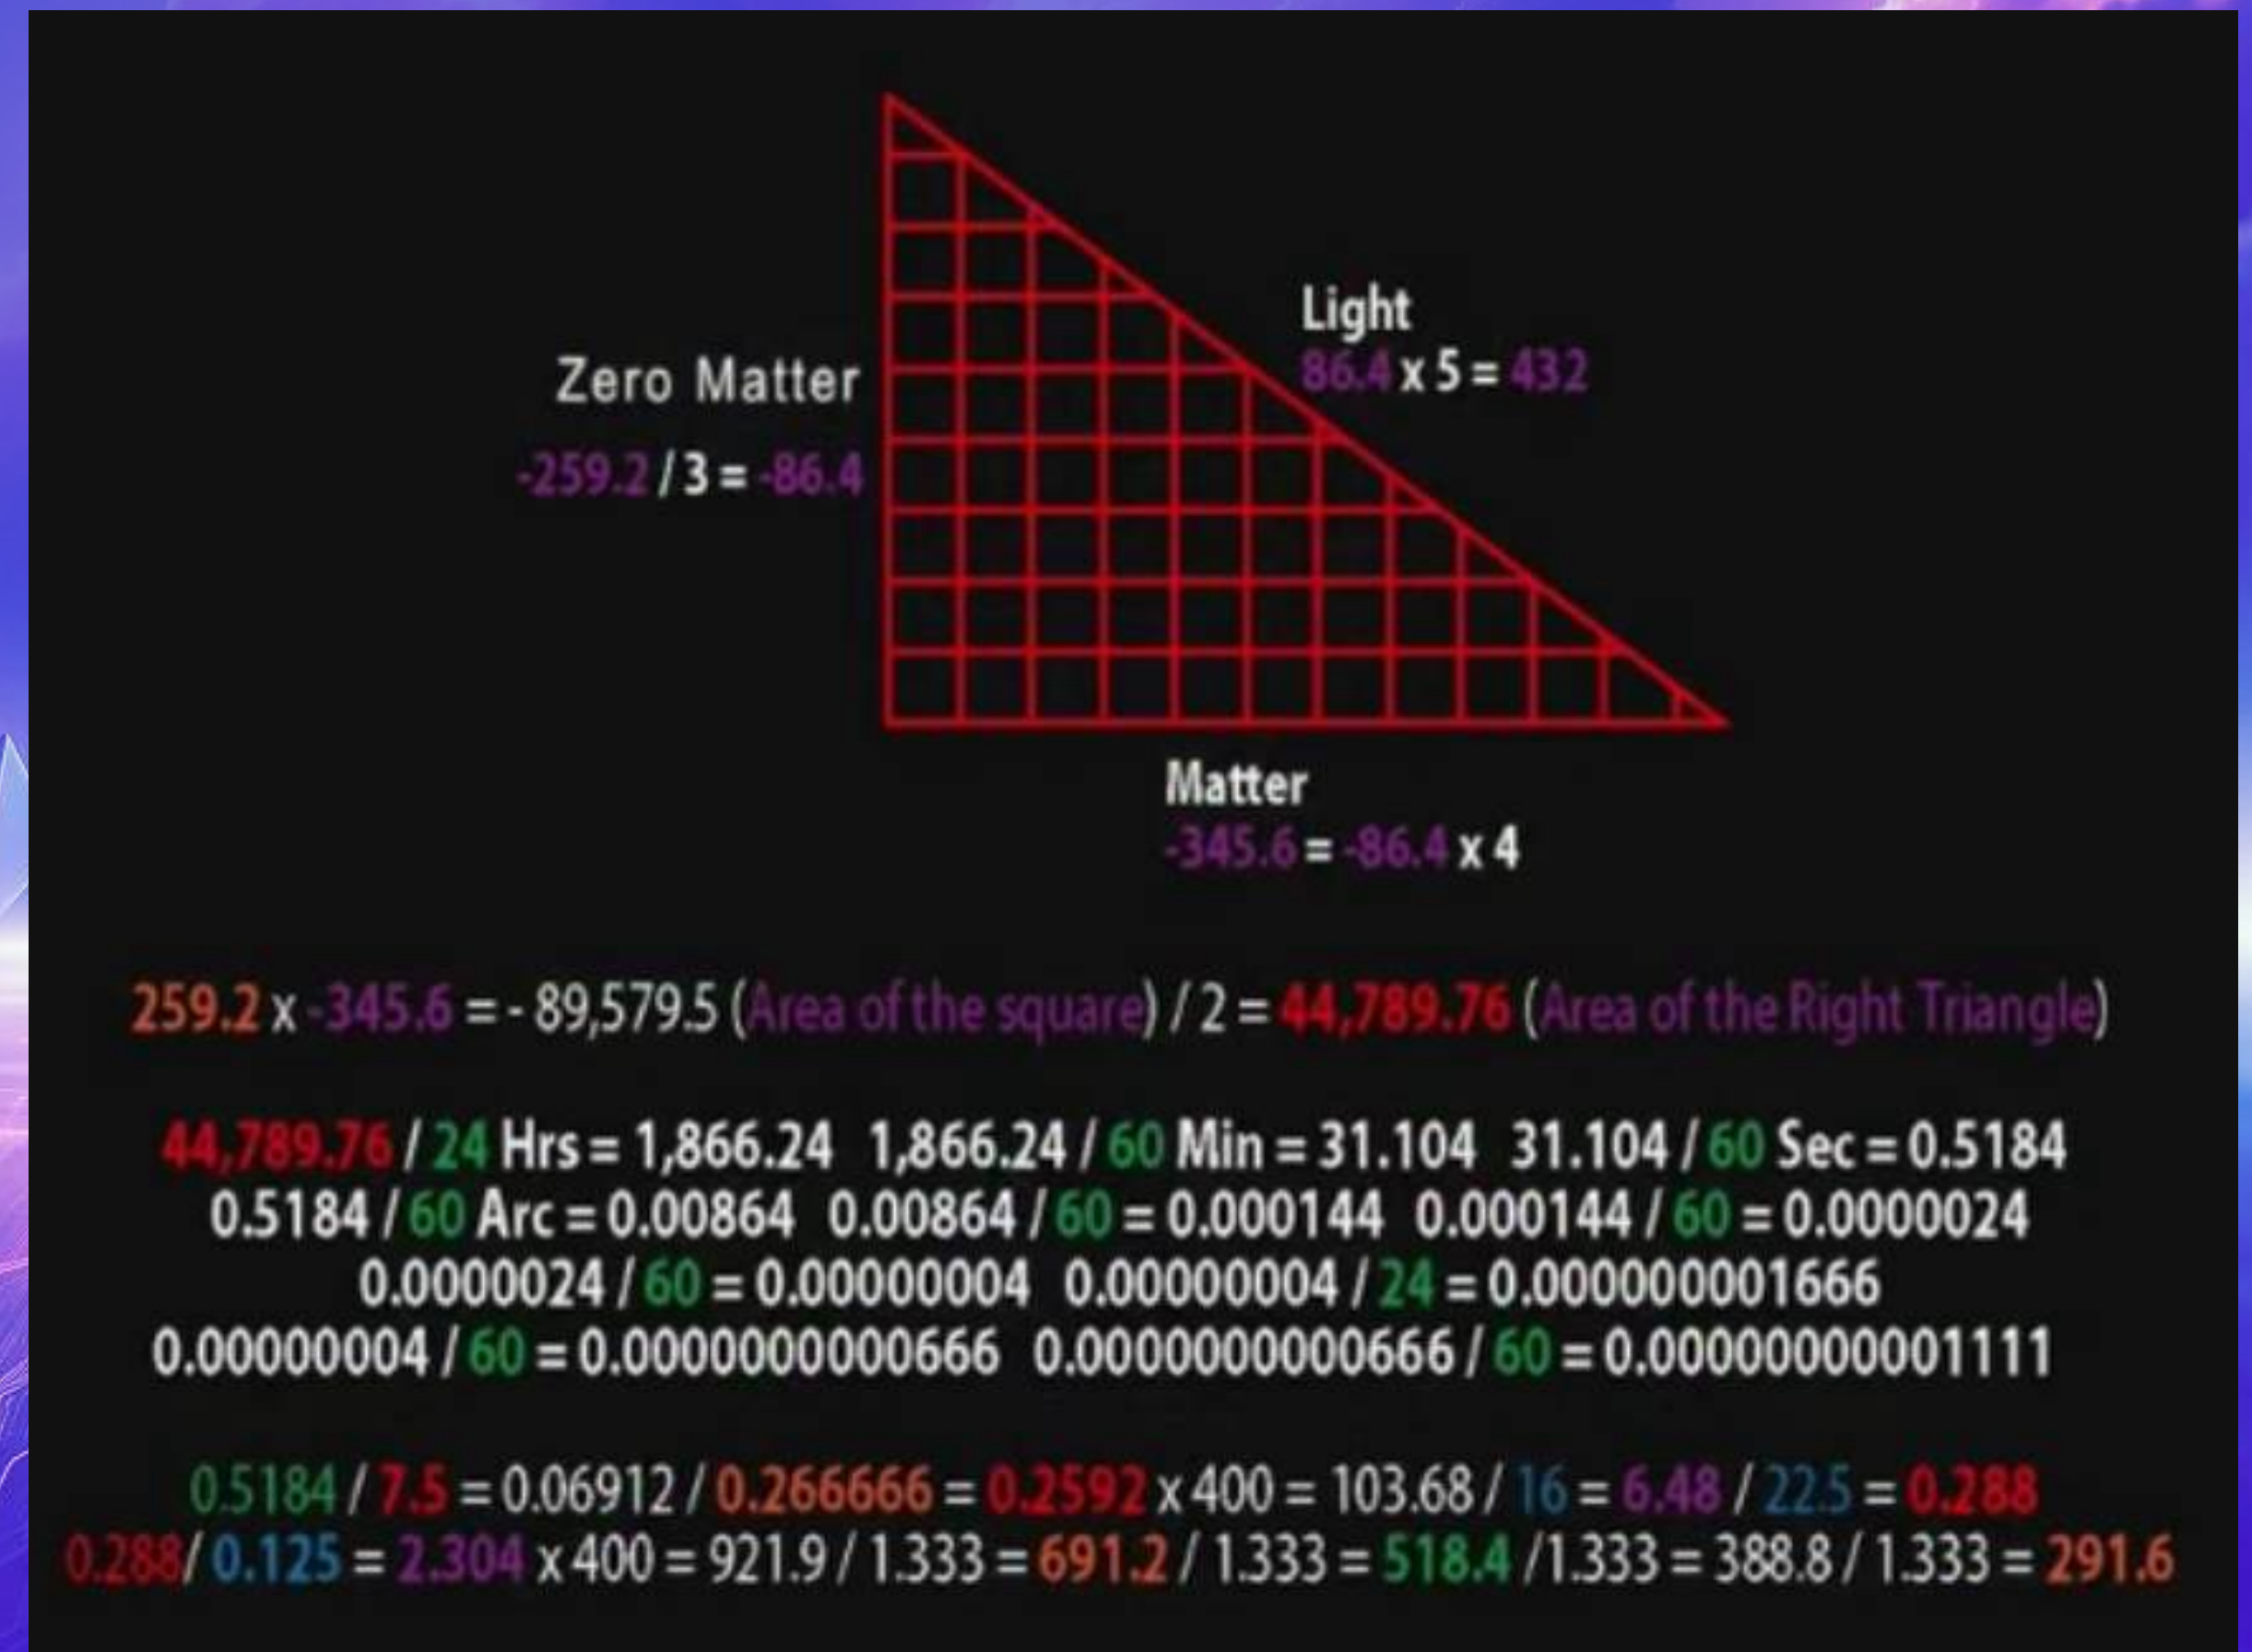 Light
86.4 x 5 = 432
Zero Matter
-259.2 / 3 = -86.4
Matter
-345.6 = -86.4 x 4
259.2 x -345.6 = - 89,579.5 (Area of the square) / 2 = 44,789.76 (Area of the Right Triangle)
44,789.76 / 24 Hrs = 1,866.24 1,866.24 / 60 Min = 31.104 31.104 / 60 Sec = 0.5184
0.5184 / 60 Arc = 0.00864 0.00864 / 60 = 0.000144 0.000144 / 60 = 0.0000024
0.0000024 / 60 = 0.00000004 0.00000004 / 24 = 0.000000001666
0.00000004 / 60 = 0.0000000000666 0.0000000000666 / 60 = 0.00000000001111
0.5184 / 7.5 = 0.06912 / 0.266666 = 0.2592 x 400 = 103.68 / 16 = 6.48 / 22.5 = 0.288
0.288/ 0.125 = 2.304 x 400 = 921.9 / 1.333 = 691.2 / 1.333 = 518.4 /1.333 = 388.8 / 1.333 = 291.6